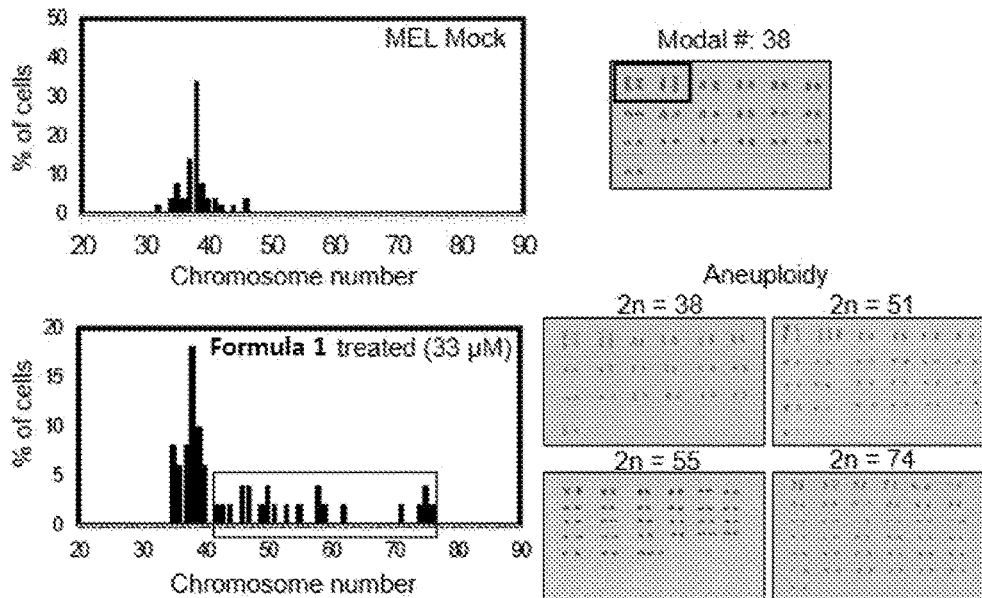 50
MEL Mock
40
30
20
10
0
% of cells
20 30 40 50 60 70 80 90
Chromosome number
Modal #: 38
20
Formula 1 treated (33 µM)
15
10
5
0
% of cells
20 30 40 50 60 70 80 90
Chromosome number
Aneuploidy
2n = 38
2n = 51
2n = 55
2n = 74